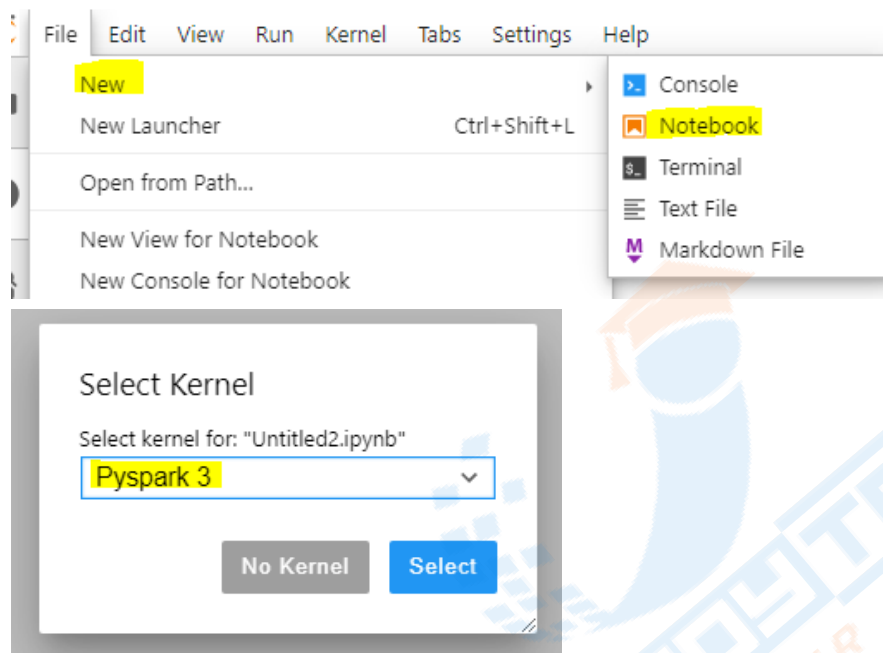 File Edit View Run Kernel Tabs Settings Help
New
New Launcher Ctrl+Shift+L
Open from Path...
New View for Notebook
New Console for Notebook
Console
Notebook
$_ Terminal
Text File
M Markdown File
Select Kernel
Select kernel for: "Untitled2.ipynb"
Pyspark 3
No Kernel Select